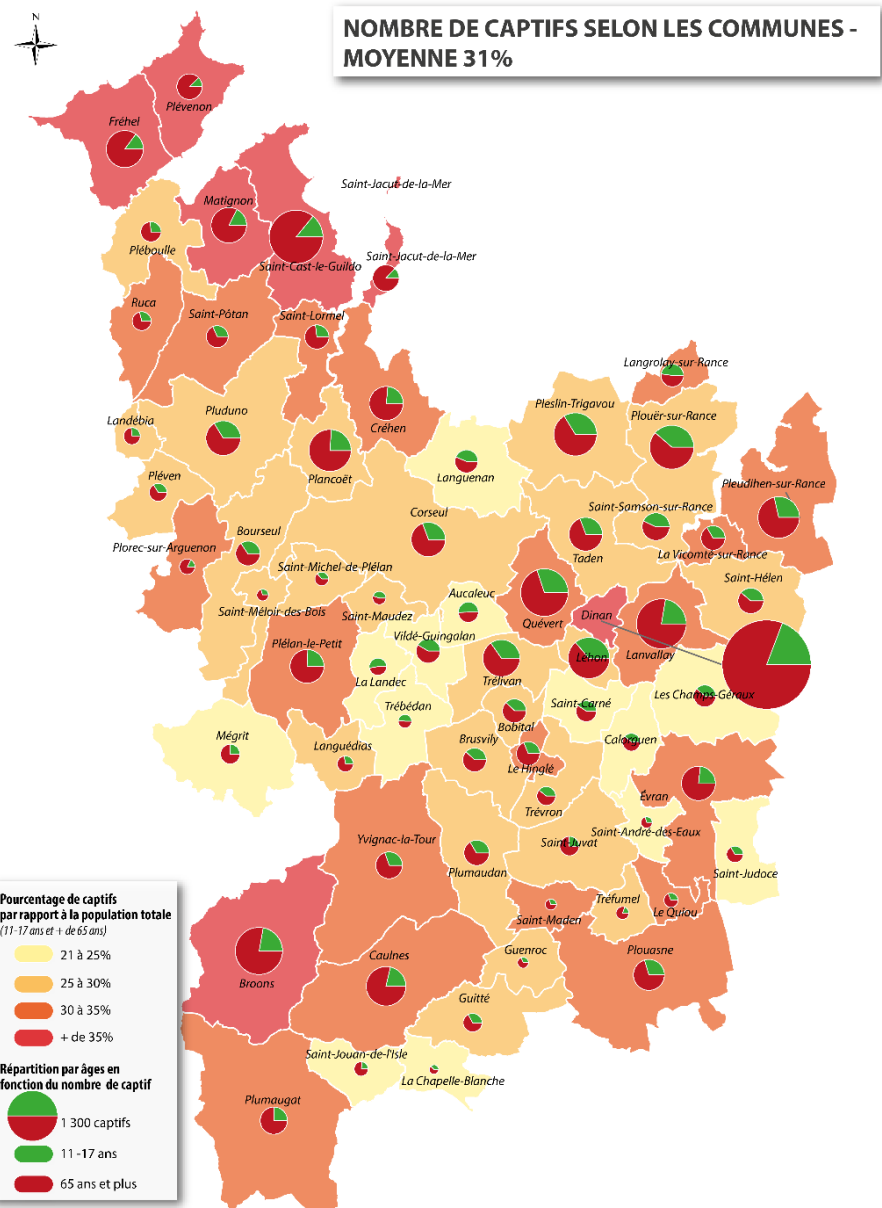 N
NOMBRE DE CAPTIFS SELON LES COMMUNES -
MOYENNE 31%
Plévenon
Fréhel
Saint-Jacut-de-la-Mer
Matignon
Pléboulle
Saint-Cast-le-Guildo
Saint-Jacut-de-la-Mer
Ruca
Saint-Pôtan
Saint-Lormel
Langrolay-sur-Rance
Créhen
Pleslin-Trigavou
Plouër-sur-Rance
Landébia
Pluduno
Plancoët
Languenan
Pléven
Pleudihen-sur-Rance
Corseul
Saint-Samson-sur-Rance
Bourseul
Taden
La Vicomté-sur-Rance
Plorec-sur-Arguenon
Saint-Michel-de-Plélan
Saint-Hélen
Saint-Méloir-des-Bois
Saint-Maudez
Aucaleuc
Quévert
Dinan
Vildé-Guingalan
Plélan-le-Petit
Lanvallay
Léhon
La Landec
Trélivan
Les Champs-Géraux
Trébédan
Saint-Carné
Bobital
Mégrit
Languédias
Brusvily
Calorguen
Le Hinglé
Évran
Trévron
Saint-André-des-Eaux
Yvignac-la-Tour
Saint-Juvat
Plumaudan
Saint-Judoce
Tréfumel
Le Quiou
Saint-Maden
Guenroc
Plouasne
Caulnes
Broons
Guitté
Saint-Jouan-de-l'Isle
La Chapelle-Blanche
Plumaugat
Pourcentage de captifs
par rapport à la population totale
(11-17 ans et + de 65 ans)
21 à 25%
25 à 30%
30 à 35%
+ de 35%
Répartition par âges en
fonction du nombre de captif
1 300 captifs
11 -17 ans
65 ans et plus